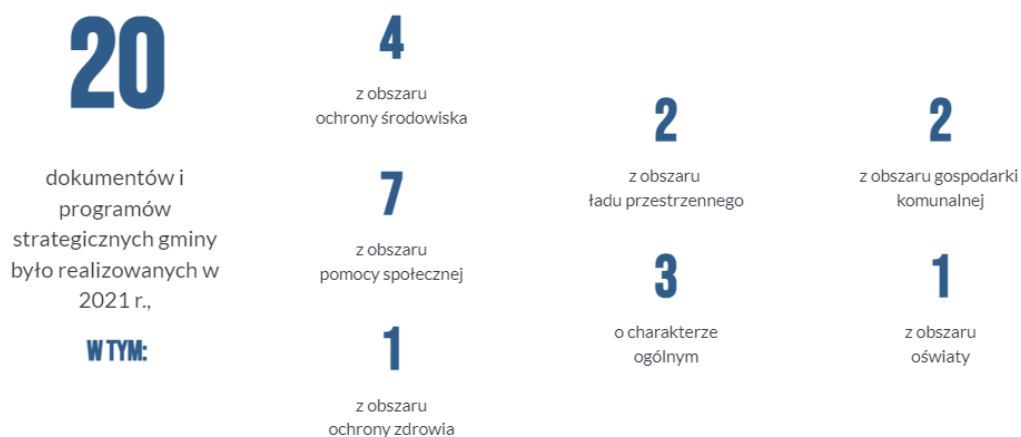 20
dokumentów i
programów
strategicznych gminy
było realizowanych w
2021 r.,
W TYM:
4
z obszaru
ochrony środowiska
7
z obszaru
pomocy społecznej
1
z obszaru
ochrony zdrowia
2
z obszaru
ładu przestrzennego
3
o charakterze
ogólnym
2
z obszaru gospodarki
komunalnej
1
z obszaru
oświaty